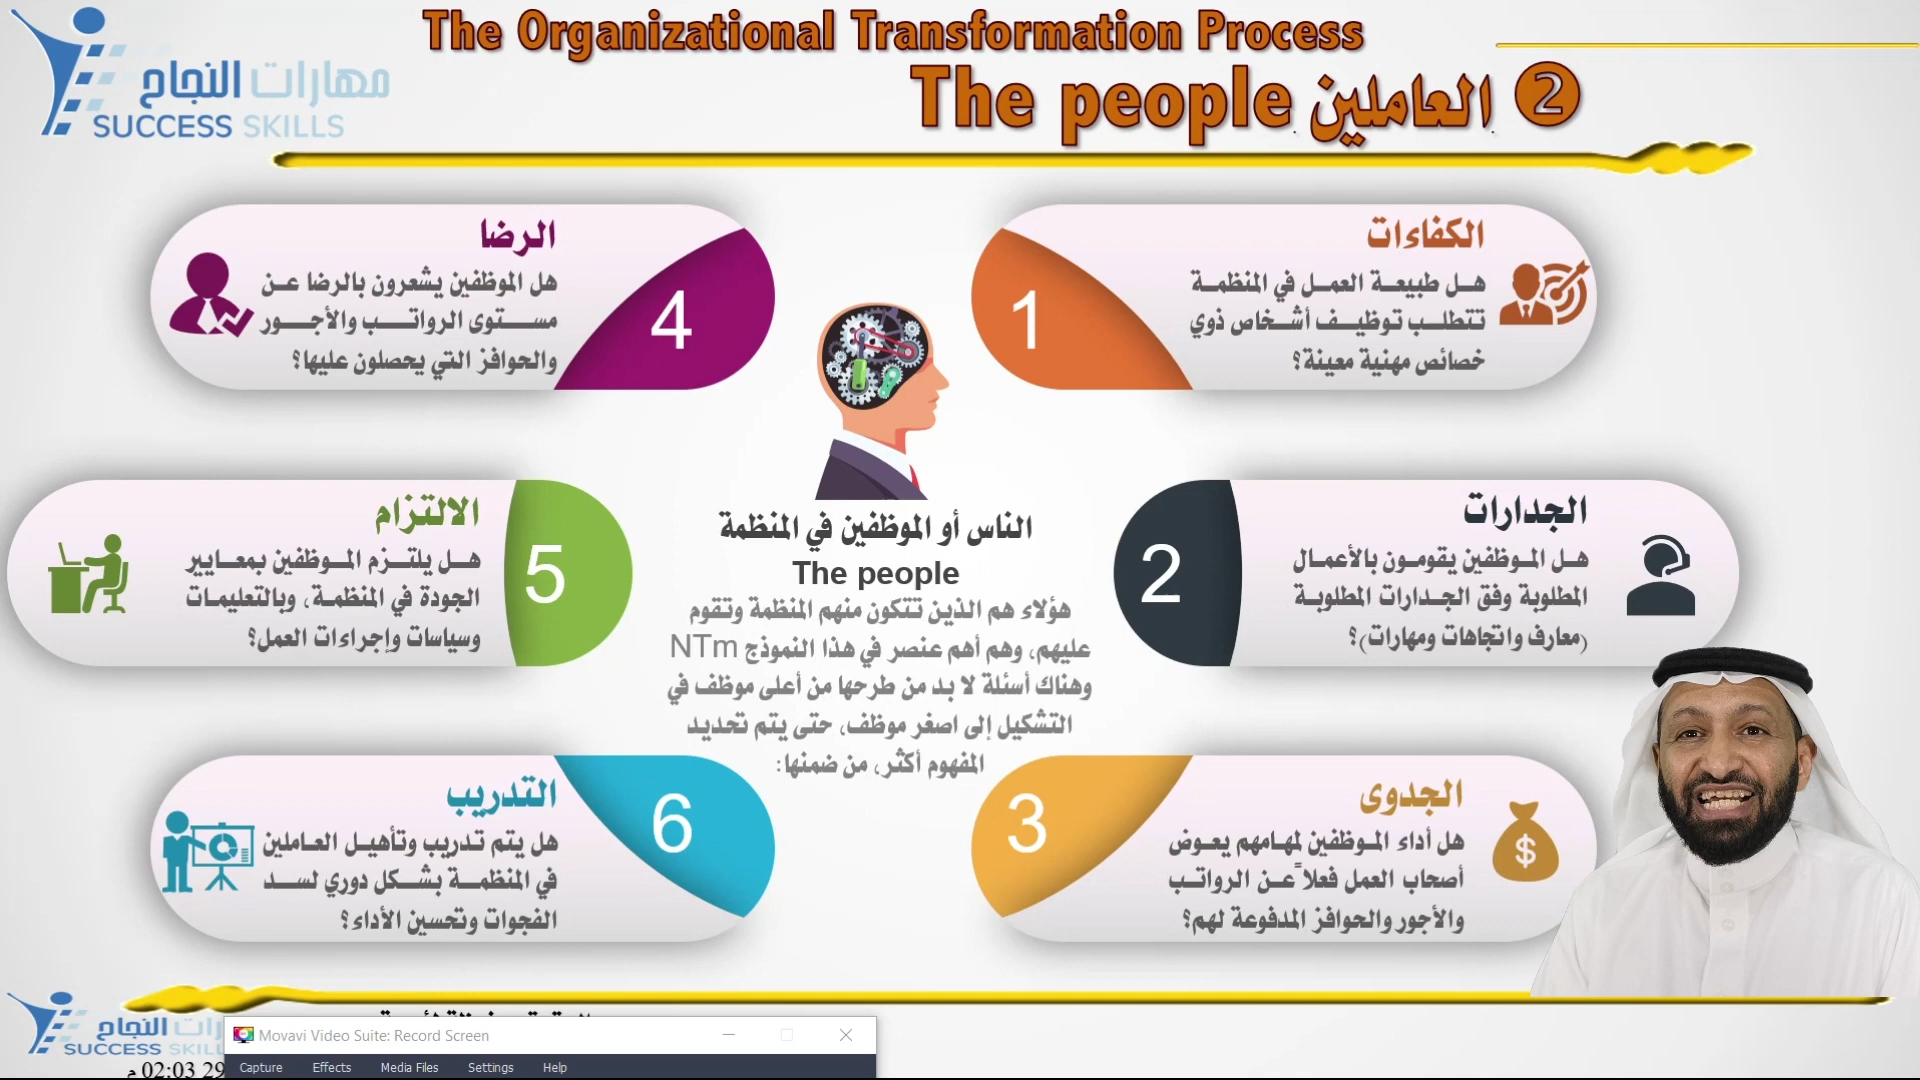 مهارات النجاح
SUCCESS SKILLS
The Organizational Transformation Process
2 العاملين The people
الكفاءات
هل طبيعة العمل في المنظمة
تتطلب توظيف أشخاص ذوي
خصائص مهنية معينة؟
1
الجدارات
هل الموظفين يقومون بالأعمال
المطلوبة وفق الجدارات المطلوبة
(معارف واتجاهات ومهارات)؟
2
الجدوى
هل أداء الموظفين لمهامهم يعوض
أصحاب العمل فعلاً عن الرواتب
والأجور والحوافز المدفوعة لهم؟
3
الناس أو الموظفين في المنظمة
The people
هؤلاء هم الذين تتكون منهم المنظمة وتقوم
عليهم، وهم أهم عنصر في هذا النموذج NTm
وهناك أسئلة لا بد من طرحها من أعلى موظف في
التشكيل إلى اصغر موظف، حتى يتم تحديد
المفهوم أكثر، من ضمنها:
الرضا
هل الموظفين يشعرون بالرضا عن
مستوى الرواتب والأجور
والحوافز التي يحصلون عليها؟
4
الالتزام
هل يلتزم الموظفين بمعايير
الجودة في المنظمة، وبالتعليمات
وسياسات وإجراءات العمل؟
5
التدريب
هل يتم تدريب وتأهيل العاملين
في المنظمة بشكل دوري لسد
الفجوات وتحسين الأداء؟
6
$
النجاح
SUCCESS SKILL
02:03 29 م
Movavi Video Suite: Record Screen
Capture Effects Media Files Settings Help